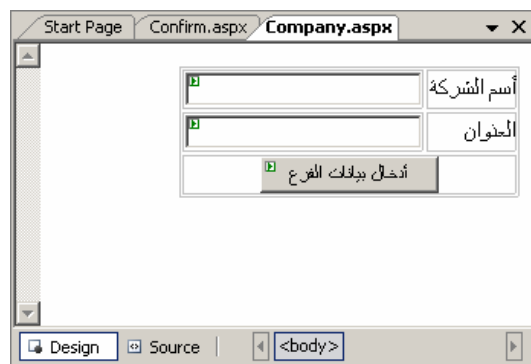 Start Page Confirm.aspx Company.aspx
أسم الشركة
العنوان
أدخال بيانات الفرع
Design Source <body>